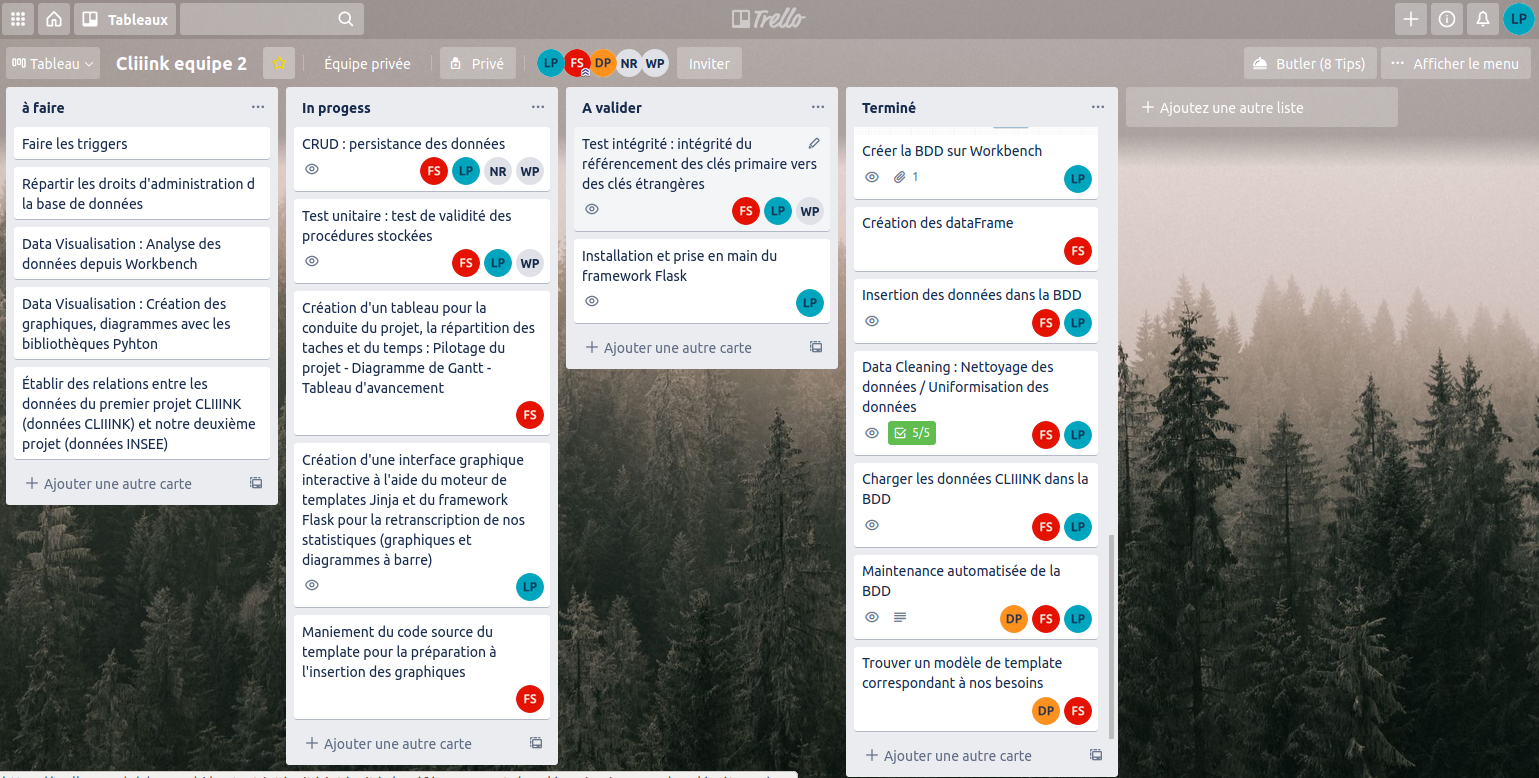 Tableaux
Trello
LP
Tableau
Cliiink equipe 2
Équipe privée
Privé
LP FS DP NR WP
Inviter
Butler (8 Tips)
... Afficher le menu
à faire
Faire les triggers
Répartir les droits d'administration d
la base de données
Data Visualisation : Analyse des
données depuis Workbench
Data Visualisation : Création des
graphiques, diagrammes avec les
bibliothèques Pyhton
Établir des relations entre les
données du premier projet CLIIINK
(données CLIIINK) et notre deuxième
projet (données INSEE)
+ Ajouter une autre carte
In progess
CRUD : persistance des données
FS LP NR WP
Test unitaire : test de validité des
procédures stockées
FS LP WP
Création d'un tableau pour la
conduite du projet, la répartition des
taches et du temps : Pilotage du
projet - Diagramme de Gantt -
Tableau d'avancement
FS
Création d'une interface graphique
interactive à l'aide du moteur de
templates Jinja et du framework
Flask pour la retranscription de nos
statistiques (graphiques et
diagrammes à barre)
LP
Maniement du code source du
template pour la préparation à
l'insertion des graphiques
FS
+ Ajouter une autre carte
A valider
Test intégrité : intégrité du
référencement des clés primaire vers
des clés étrangères
FS LP WP
Installation et prise en main du
framework Flask
LP
+ Ajouter une autre carte
Terminé
Créer la BDD sur Workbench
1
LP
Création des dataFrame
FS
Insertion des données dans la BDD
FS LP
Data Cleaning : Nettoyage des
données / Uniformisation des
données
5/5
FS LP
Charger les données CLIIINK dans la
BDD
FS LP
Maintenance automatisée de la
BDD
DP FS LP
Trouver un modèle de template
correspondant à nos besoins
DP FS
+ Ajouter une autre carte
+ Ajoutez une autre liste